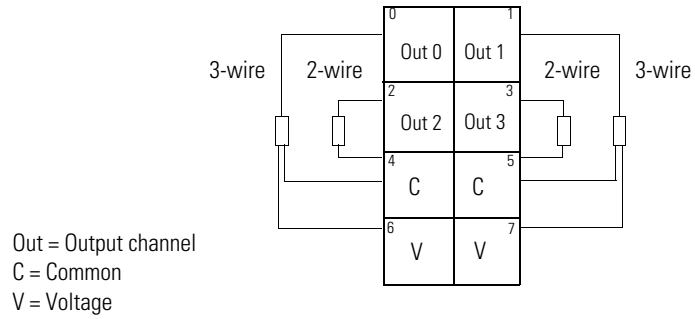 0 1
Out 0 Out 1
3-wire 2-wire 2-wire 3-wire
2 3
Out 2 Out 3
4 5
C C
6 7
V V
Out = Output channel
C = Common
V = Voltage